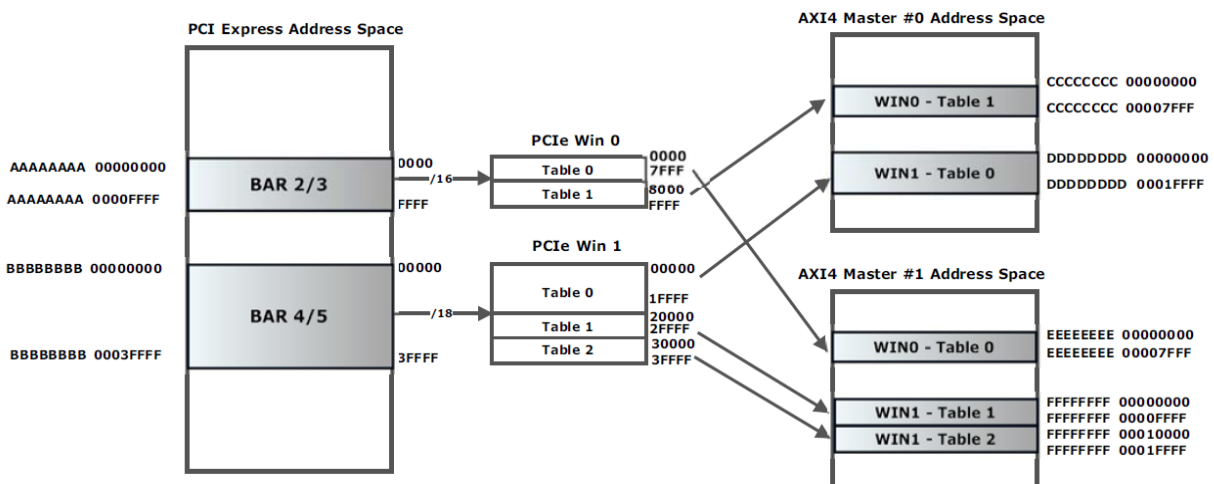 PCI Express Address Space
AAAAAAAA 00000000
AAAAAAAA 0000FFFF
BAR 2/3
0000
/16
FFFF
BBBBBBBB 00000000
BBBBBBBB 0003FFFF
BAR 4/5
00000
/18
3FFFF
PCIe Win 0
Table 0
Table 1
0000
7FFF
8000
FFFF
PCIe Win 1
Table 0
Table 1
Table 2
00000
1FFFF
20000
2FFFF
30000
3FFFF
AXI4 Master #0 Address Space
WIN0 - Table 1
CCCCCCCC 00000000
CCCCCCCC 00007FFF
WIN1 - Table 0
DDDDDDDD 00000000
DDDDDDDD 0001FFFF
AXI4 Master #1 Address Space
WIN0 - Table 0
EEEEEEEE 00000000
EEEEEEEE 00007FFF
WIN1 - Table 1
WIN1 - Table 2
FFFFFFFF 00000000
FFFFFFFF 0000FFFF
FFFFFFFF 00010000
FFFFFFFF 0001FFFF